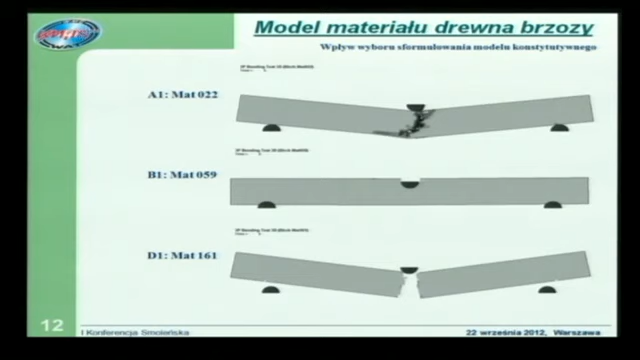 Model materiału drewna brzozy
Wpływ wyboru sformułowania modelu konstytutywnego
A1: Mat 022
B1: Mat 059
D1: Mat 161
12
I Konferencja Smoleńska
22 września 2012, Warszawa